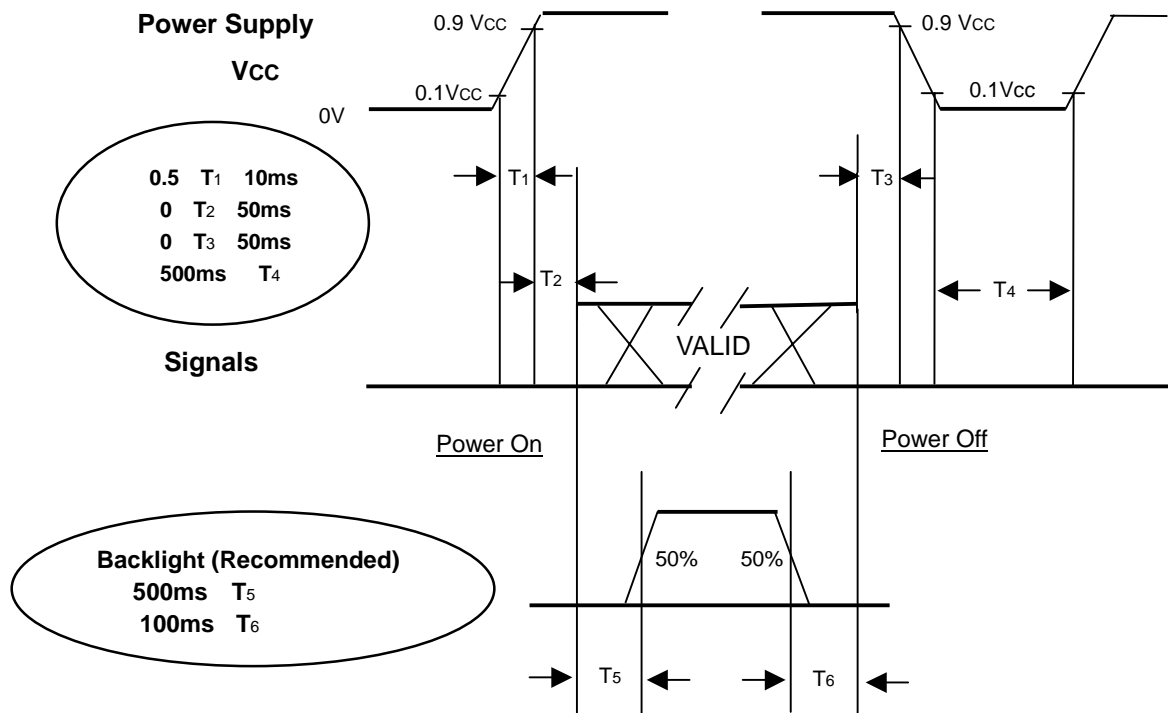 Power Supply
VCC
0.9 VCC
0.9 VCC
0.1VCC
0.1Vcc
0V
0.5 T1 10ms
0 T2 50ms
0 T3 50ms
500ms T4
T1
T3
T2
T4
VALID
Signals
Power On
Power Off
Backlight (Recommended)
500ms T5
100ms T6
50%
50%
T5
T6